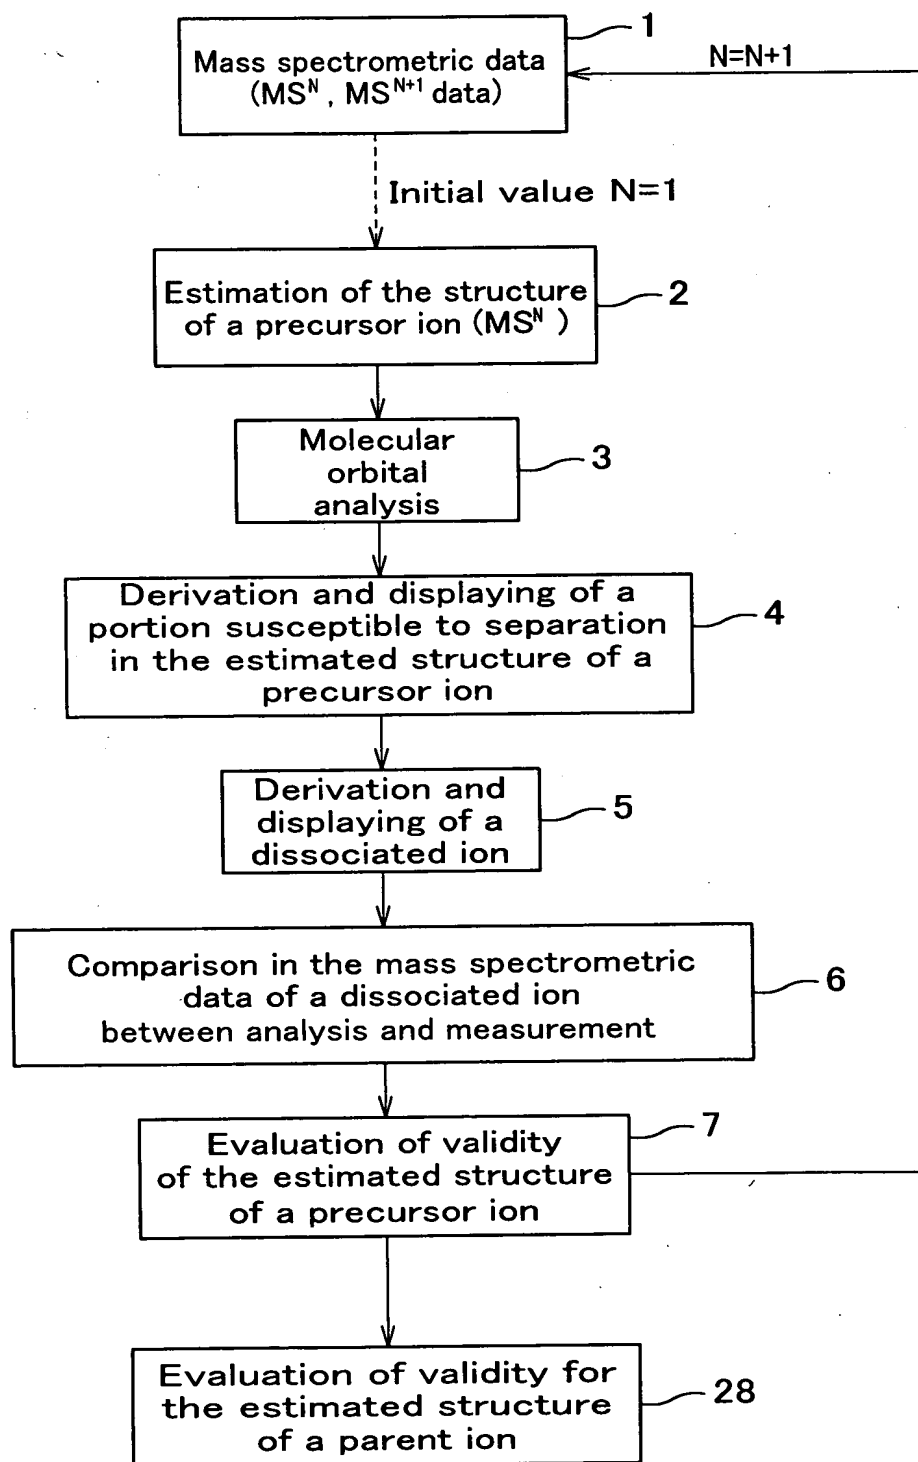 1
N=N+1
Mass spectrometric data
(MS^N , MS^N+1 data)
Initial value N=1
Estimation of the structure
of a precursor ion (MS^N )
2
Molecular
orbital
analysis
3
Derivation and displaying of a
portion susceptible to separation
in the estimated structure of a
precursor ion
4
Derivation and
displaying of a
dissociated ion
5
Comparison in the mass spectrometric
data of a dissociated ion
between analysis and measurement
6
Evaluation of validity
of the estimated structure
of a precursor ion
7
Evaluation of validity for
the estimated structure
of a parent ion
28